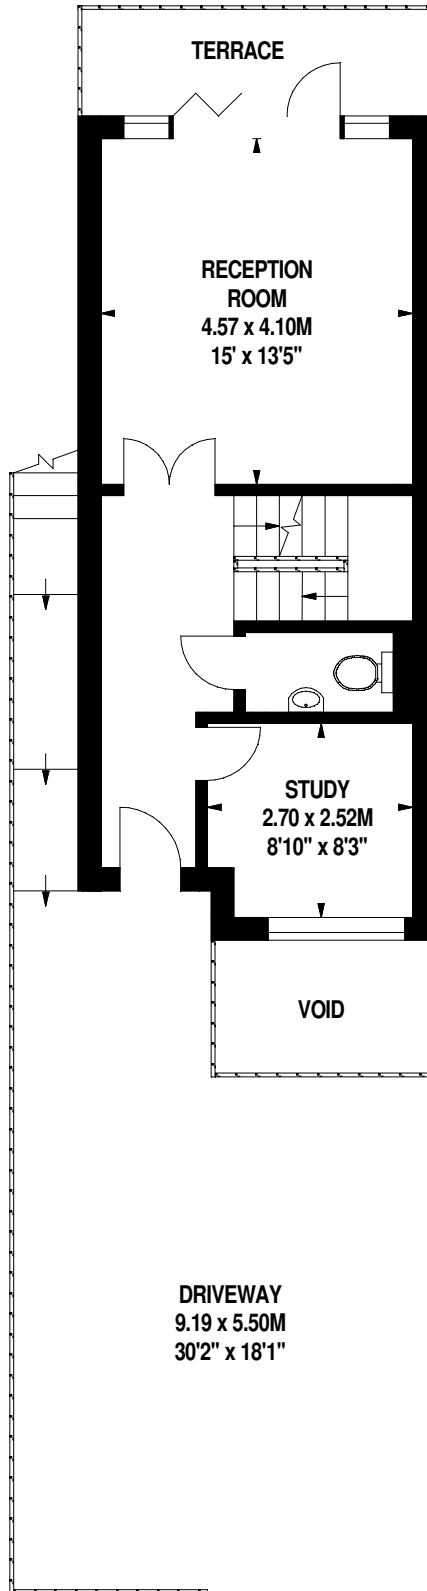 TERRACE
RECEPTION
ROOM
4.57 x 4.10M
15' x 13'5"
STUDY
2.70 x 2.52M
8'10" x 8'3"
VOID
DRIVEWAY
9.19 x 5.50M
30'2" x 18'1"